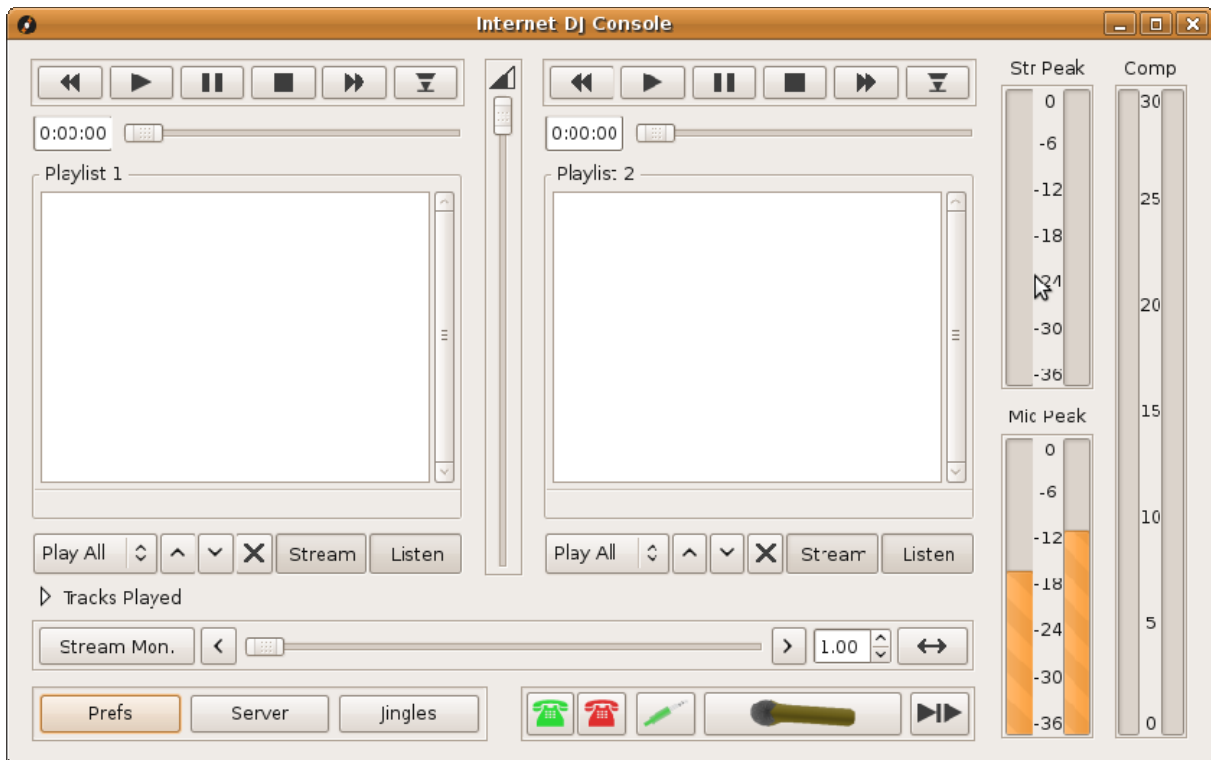 Internet DJ Console
Str Peak
Comp
0:00:00
0:00:00
Playlist 1
Playlist 2
0
-6
-12
-18
-24
-30
-36
30
25
20
15
10
5
0
Mic Peak
0
-6
-12
-18
-24
-30
-36
Play All
Stream
Listen
Play All
Stream
Listen
Tracks Played
Stream Mon.
1.00
Prefs
Server
Jingles